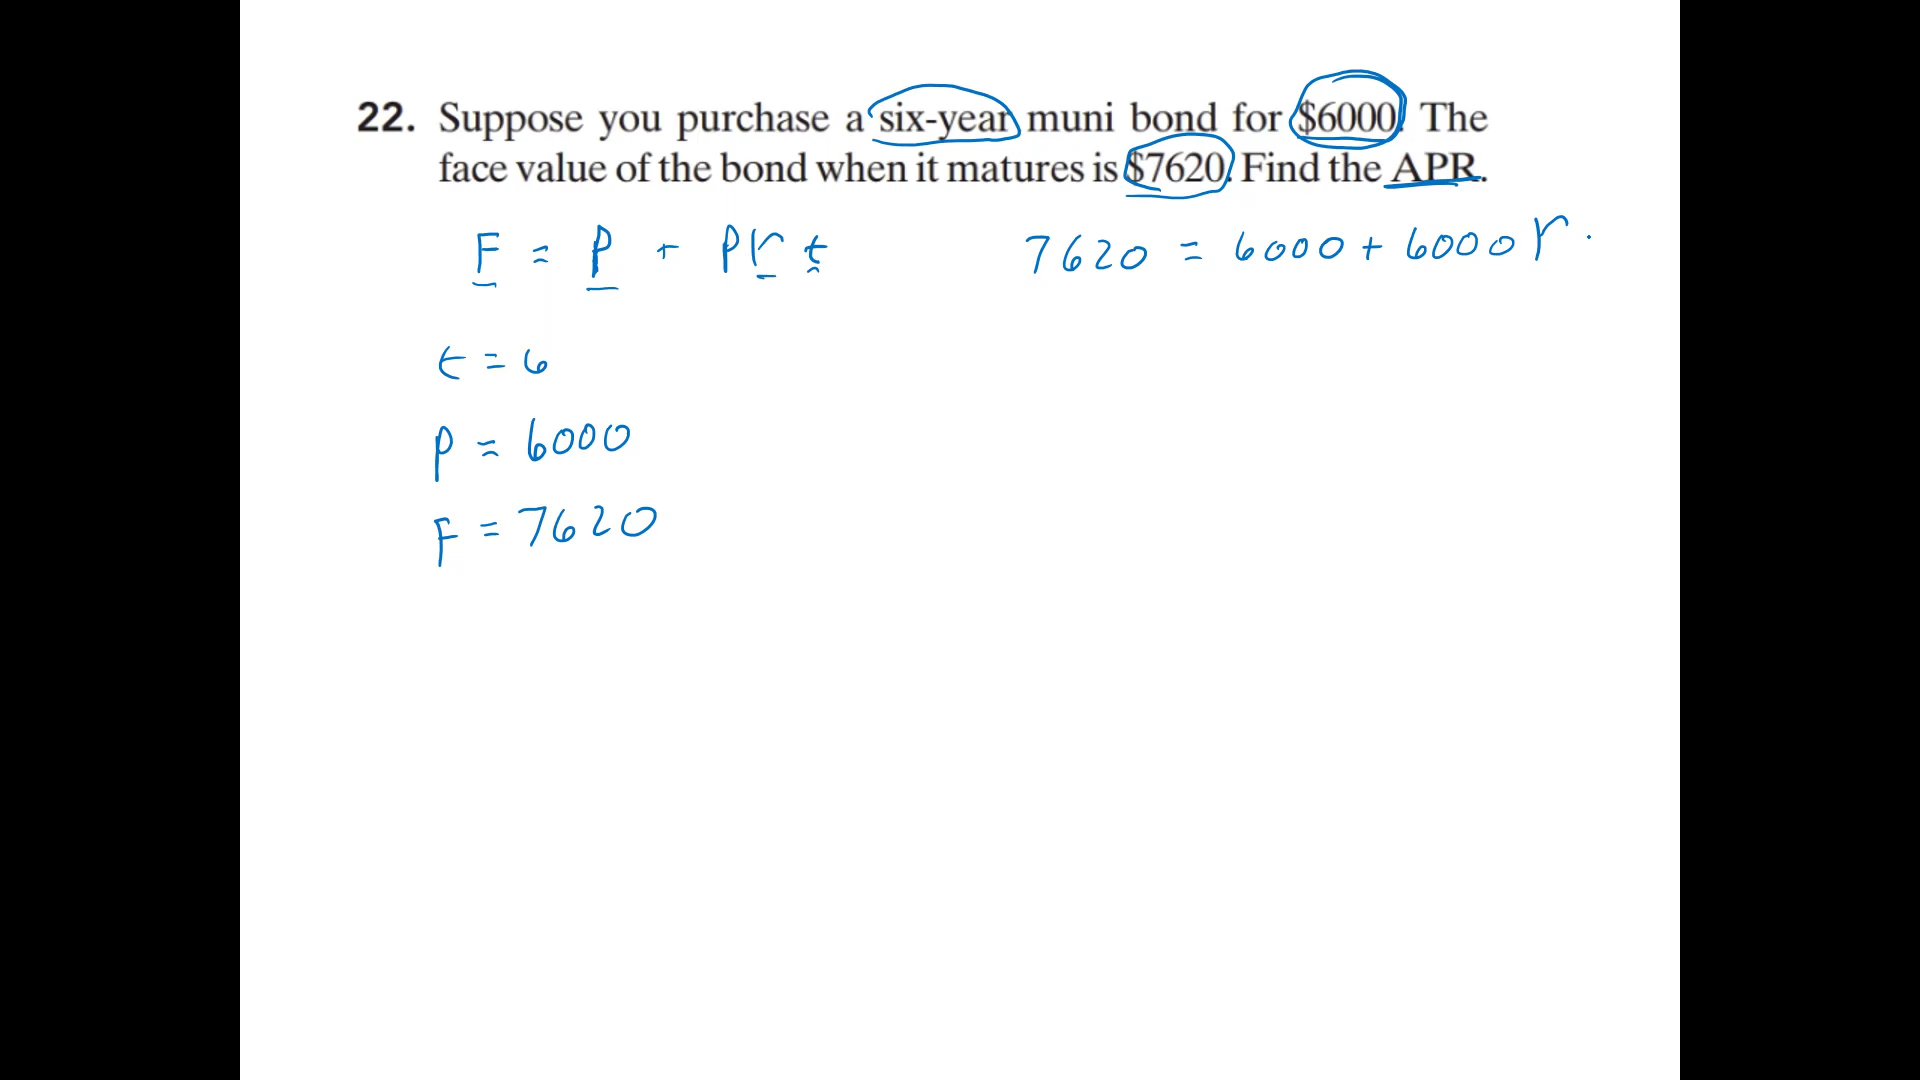 22. Suppose you purchase a six-year muni bond for $6000. The
face value of the bond when it matures is $7620. Find the APR.
F = P + Prt
7620 = 6000 + 6000r ·
t = 6
P = 6000
F = 7620